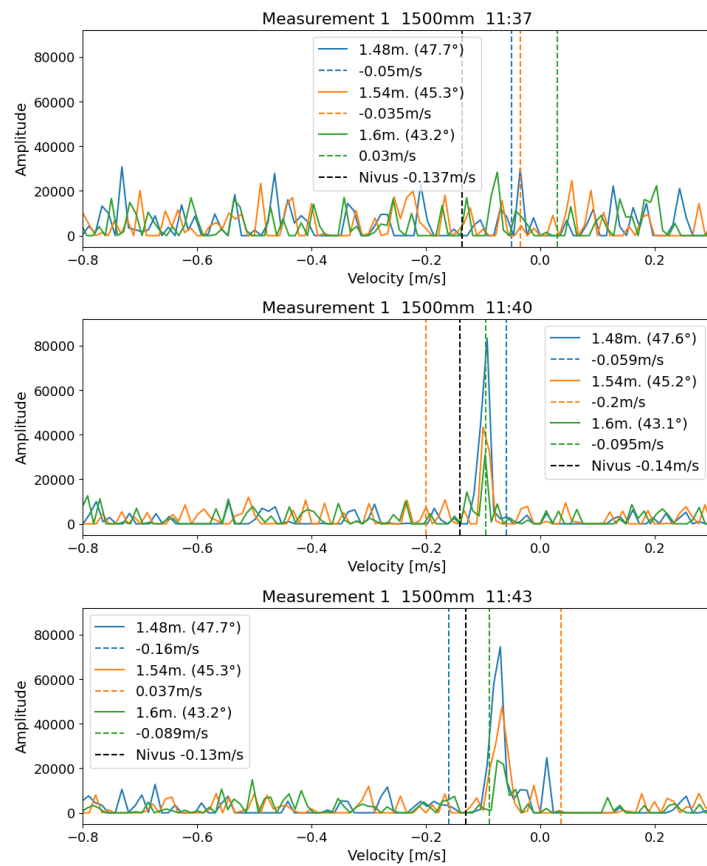 Measurement 1 1500mm 11:37
Amplitude
80000
60000
40000
20000
0
1.48m. (47.7°)
-0.05m/s
1.54m. (45.3°)
-0.035m/s
1.6m. (43.2°)
0.03m/s
Nivus -0.137m/s
−0.8 −0.6 −0.4 −0.2 0.0 0.2
Velocity [m/s]
Measurement 1 1500mm 11:40
Amplitude
80000
60000
40000
20000
0
1.48m. (47.6°)
-0.059m/s
1.54m. (45.2°)
-0.2m/s
1.6m. (43.1°)
-0.095m/s
Nivus -0.14m/s
−0.8 −0.6 −0.4 −0.2 0.0 0.2
Velocity [m/s]
Measurement 1 1500mm 11:43
Amplitude
80000
60000
40000
20000
0
1.48m. (47.7°)
-0.16m/s
1.54m. (45.3°)
0.037m/s
1.6m. (43.2°)
-0.089m/s
Nivus -0.13m/s
−0.8 −0.6 −0.4 −0.2 0.0 0.2
Velocity [m/s]